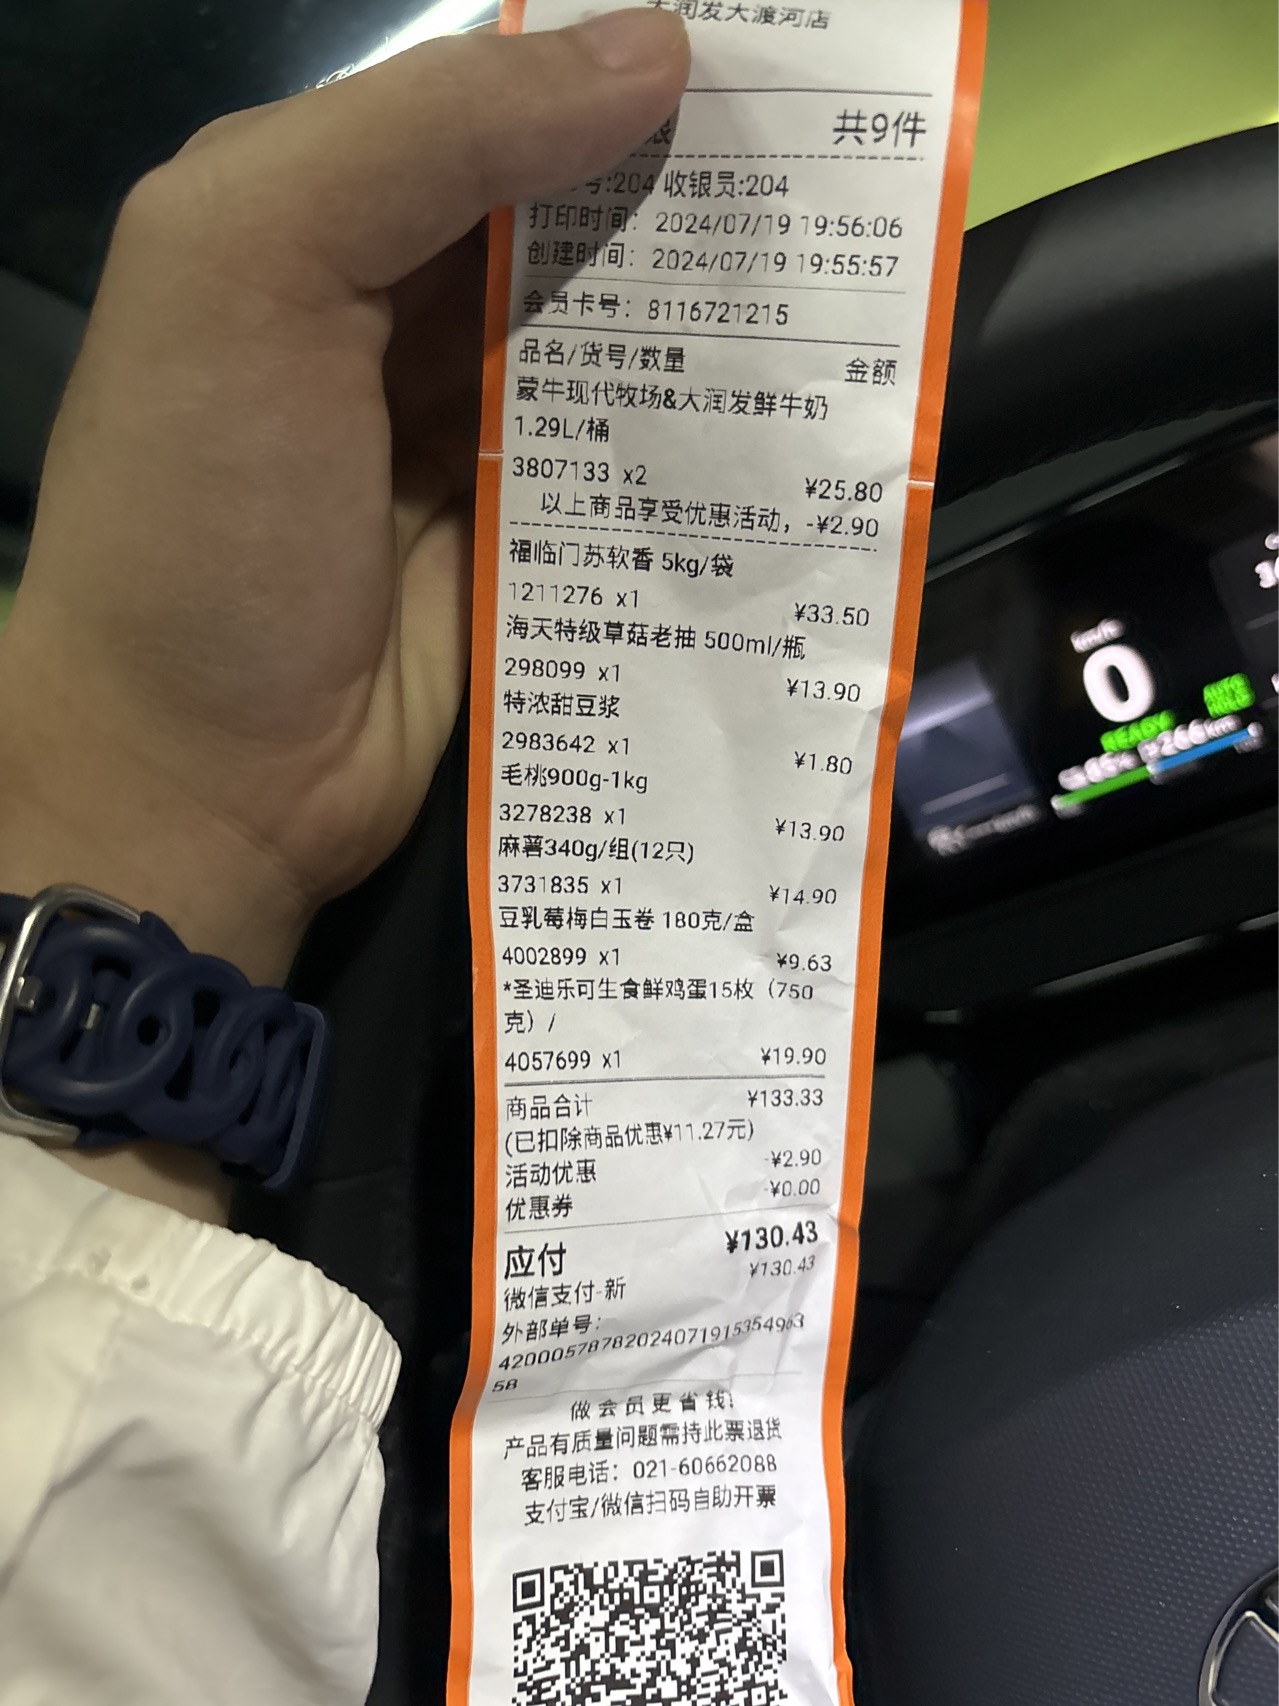 大润发大渡河店
共9件
号:204 收银员:204
打印时间：2024/07/19 19:56:06
创建时间：2024/07/19 19:55:57
会员卡号：8116721215
品名/货号/数量 金额
蒙牛现代牧场&大润发鲜牛奶
1.29L/桶
3807133 x2 ¥25.80
以上商品享受优惠活动，-¥2.90
福临门苏软香 5kg/袋
1211276 x1 ¥33.50
海天特级草菇老抽 500ml/瓶
298099 x1 ¥13.90
特浓甜豆浆
2983642 x1 ¥1.80
毛桃900g-1kg
3278238 x1 ¥13.90
麻薯340g/组(12只)
3731835 x1 ¥14.90
豆乳莓梅白玉卷 180克/盒
4002899 x1 ¥9.63
*圣迪乐可生食鲜鸡蛋15枚（750
克）/
4057699 x1 ¥19.90
商品合计 ¥133.33
(已扣除商品优惠¥11.27元)
活动优惠 -¥2.90
优惠券 -¥0.00
应付 ¥130.43
微信支付-新 ¥130.43
外部单号：
42000578782024071915354963
58
做会员更省钱!
产品有质量问题需持此票退货
客服电话：021-60662088
支付宝/微信扫码自助开票
km/h
0
READY